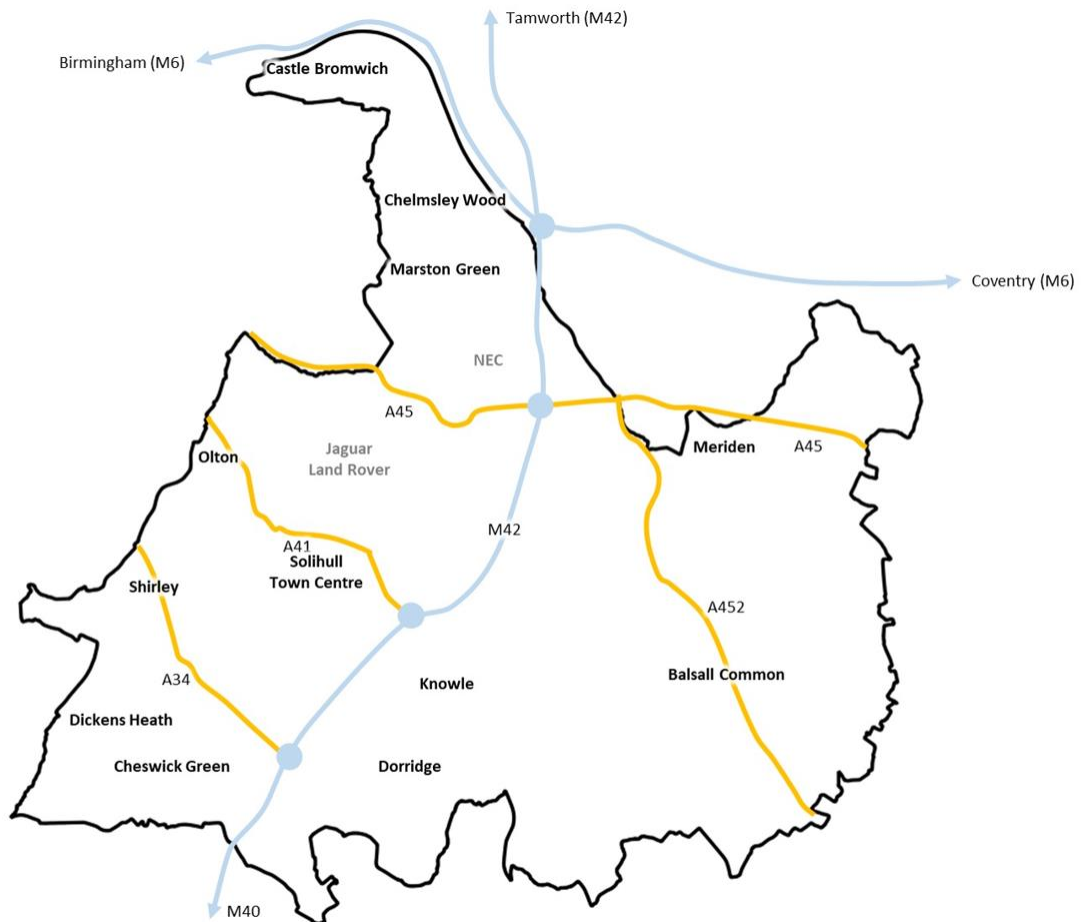 Tamworth (M42)
Birmingham (M6)
Castle Bromwich
Chelmsley Wood
Marston Green
Coventry (M6)
NEC
A45
Jaguar
Land Rover
Meriden
A45
Olton
M42
A41
Solihull
Town Centre
Shirley
A452
A34
Knowle
Balsall Common
Dickens Heath
Cheswick Green
Dorridge
M40